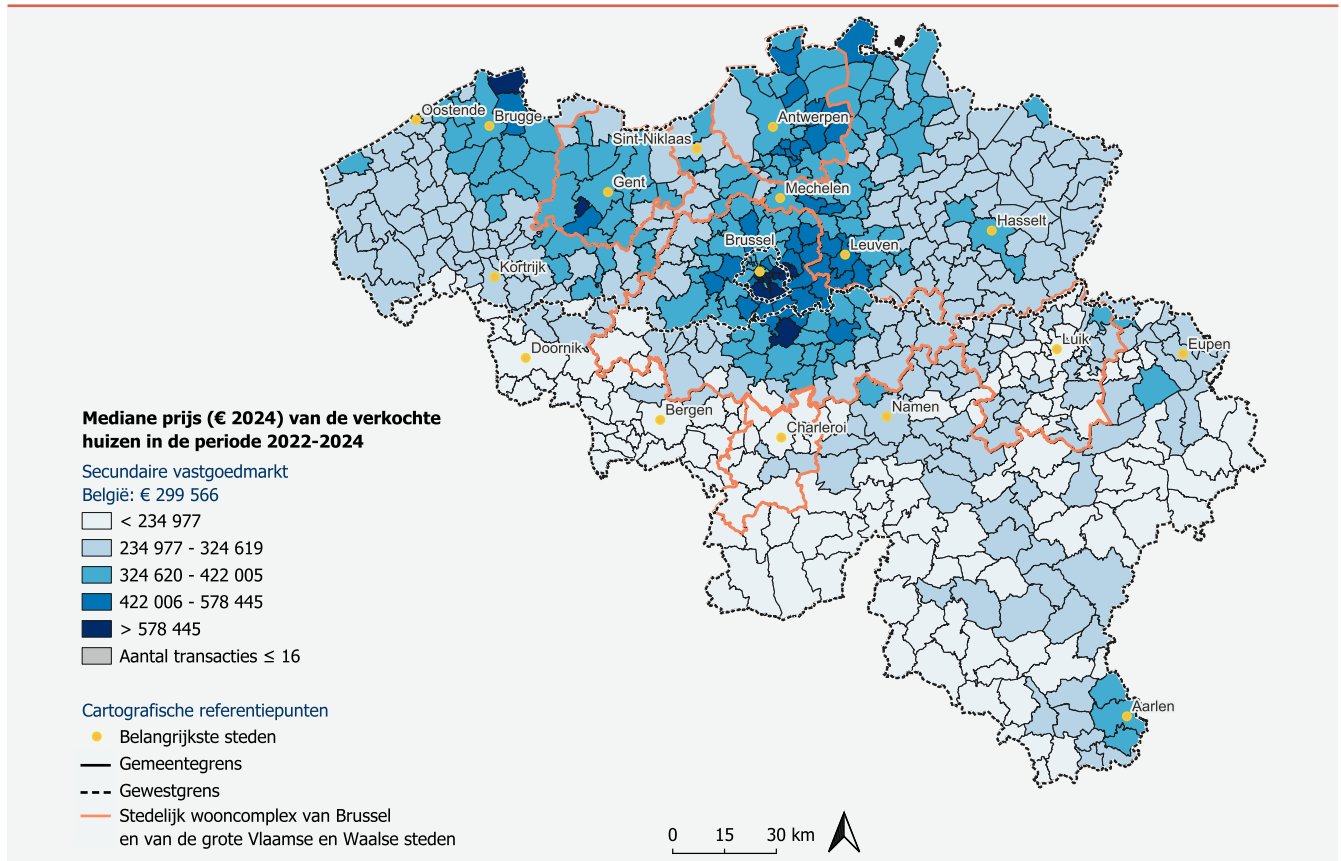 Oostende
Brugge
Antwerpen
Sint-Niklaas
Gent
Mechelen
Hasselt
Brussel
Leuven
Kortrijk
Doornik
Luik
Eupen
Bergen
Namen
Charleroi
Aarlen
Mediane prijs (€ 2024) van de verkochte
huizen in de periode 2022-2024
Secundaire vastgoedmarkt
België: € 299 566
< 234 977
234 977 - 324 619
324 620 - 422 005
422 006 - 578 445
> 578 445
Aantal transacties ≤ 16
Cartografische referentiepunten
Belangrijkste steden
Gemeentegrens
Gewestgrens
Stedelijk wooncomplex van Brussel
en van de grote Vlaamse en Waalse steden
0 15 30 km